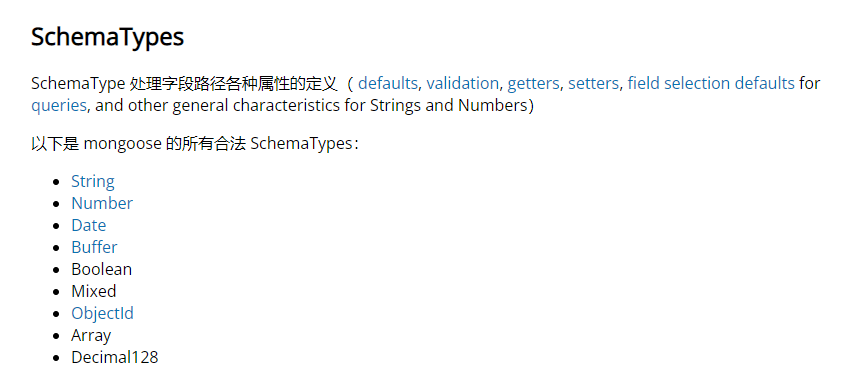 SchemaTypes
SchemaType 处理字段路径各种属性的定义（ defaults, validation, getters, setters, field selection defaults for
queries, and other general characteristics for Strings and Numbers）
以下是 mongoose 的所有合法 SchemaTypes：
• String
• Number
• Date
• Buffer
• Boolean
• Mixed
• ObjectId
• Array
• Decimal128